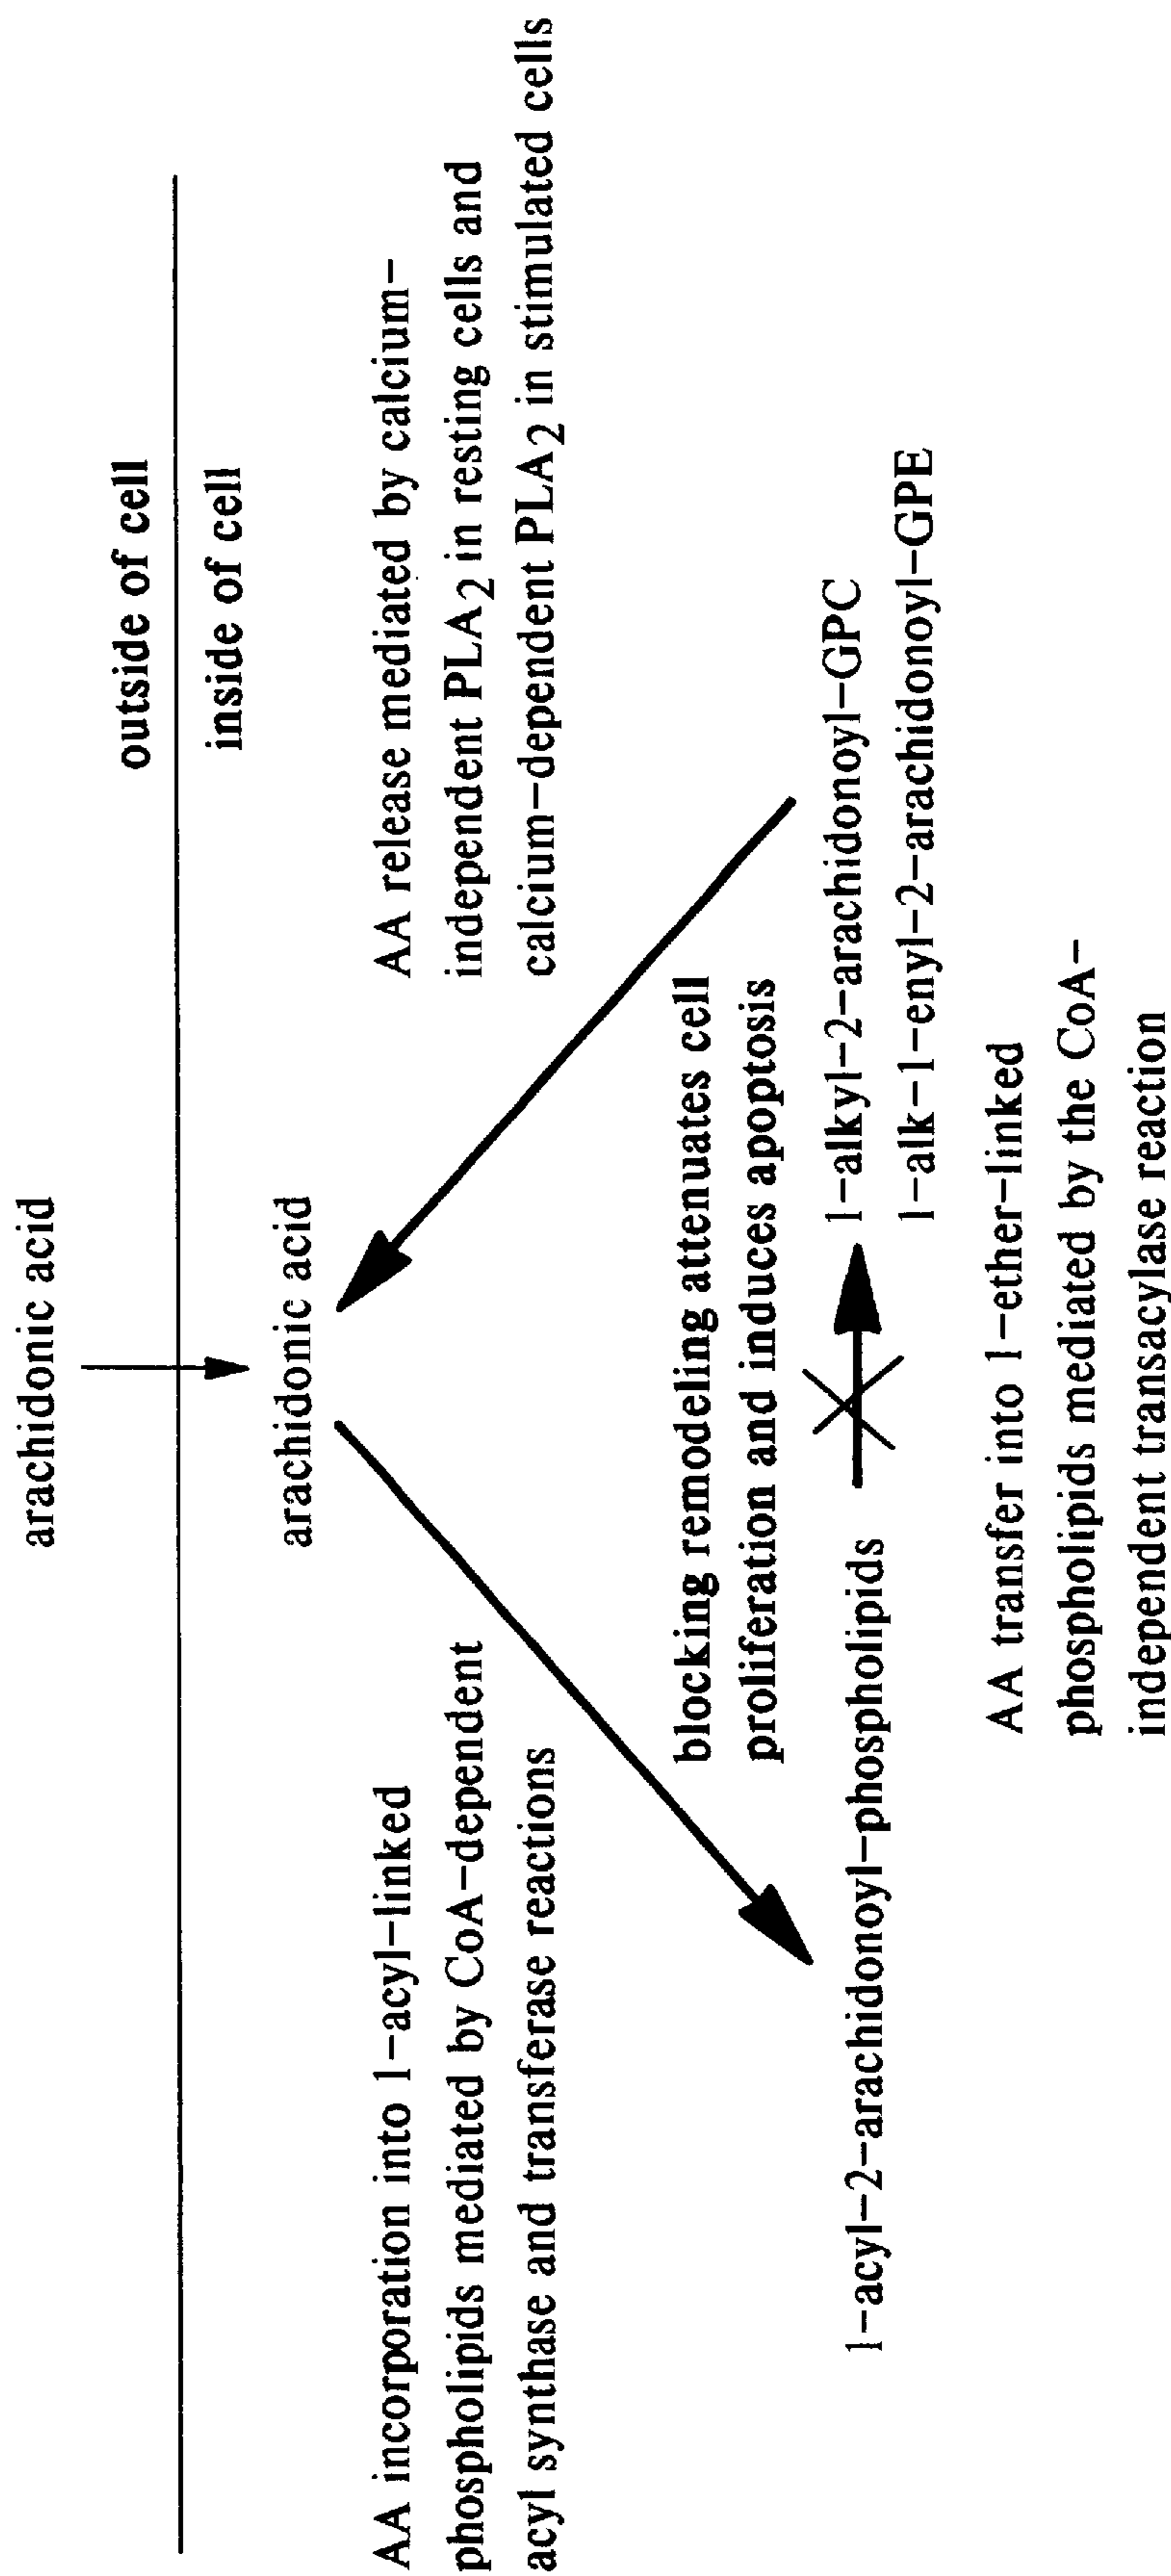 arachidonic acid
outside of cell
inside of cell
arachidonic acid
AA incorporation into 1-acyl-linked
phospholipids mediated by CoA-dependent
acyl synthase and transferase reactions
AA release mediated by calcium-
independent PLA2 in resting cells and
calcium-dependent PLA2 in stimulated cells
blocking remodeling attenuates cell
proliferation and induces apoptosis
1-acyl-2-arachidonoyl-phospholipids
1-alkyl-2-arachidonoyl-GPC
1-alk-1-enyl-2-arachidonoyl-GPE
AA transfer into 1-ether-linked
phospholipids mediated by the CoA-
independent transacylase reaction